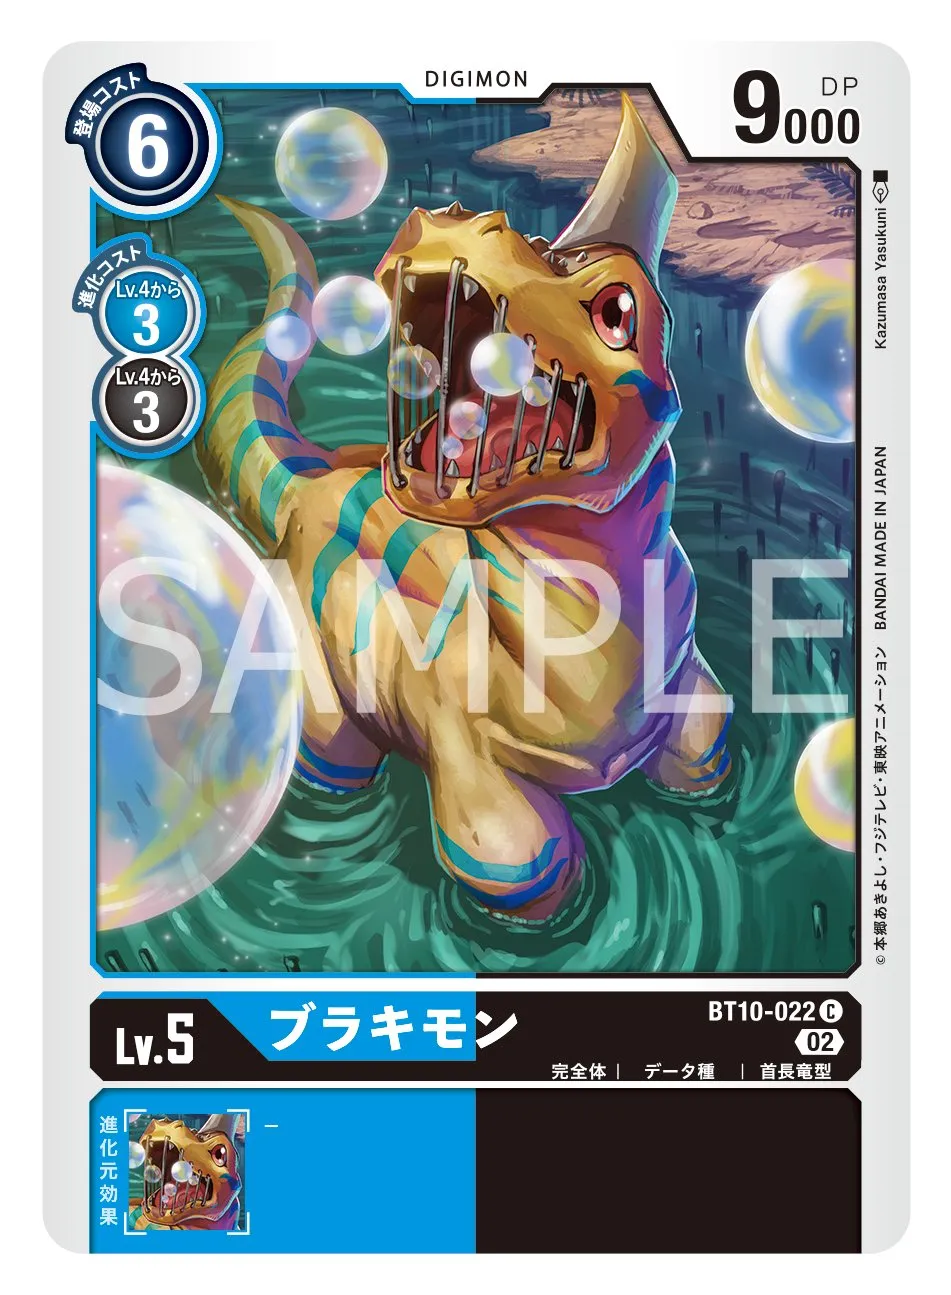 DIGIMON
登場コスト
6
DP
9000
進化コスト
Lv.4から
3
Lv.4から
3
Kazumasa Yasukuni
BANDAI MADE IN JAPAN
©本郷あきよし・フジテレビ・東映アニメーション
SAMPLE
Lv.5
ブラキモン
BT10-022 C
02
完全体 | データ種 | 首長竜型
進化元効果
—